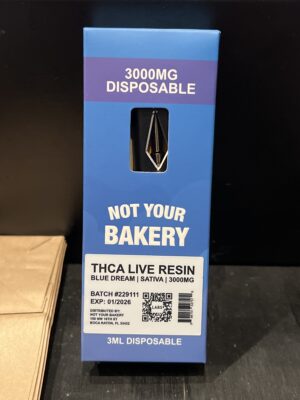 3000MG
DISPOSABLE
NOT YOUR
BAKERY
THCA LIVE RESIN
BLUE DREAM | SATIVA | 3000MG
BATCH #229111
EXP: 01/2026
DISTRIBUTED BY:
NOT YOUR BAKERY
BOCA RATON, FL
LABS
3ML DISPOSABLE